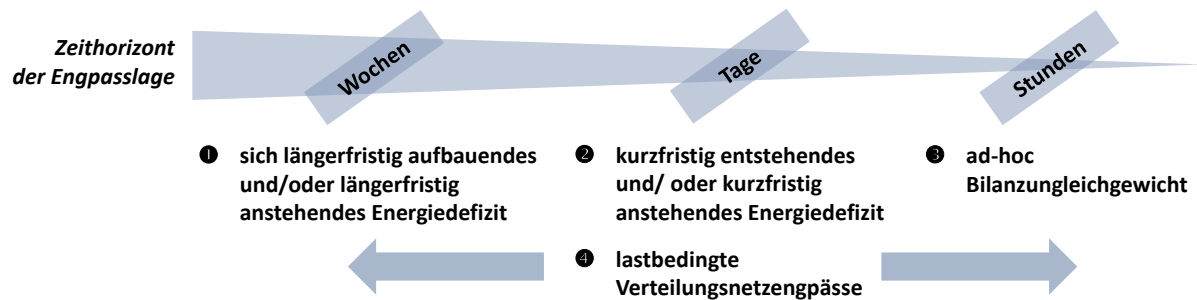 Zeithorizont
der Engpasslage
Wochen
Tage
Stunden
❶ sich längerfristig aufbauendes
und/oder längerfristig
anstehendes Energiedefizit
❷ kurzfristig entstehendes
und/ oder kurzfristig
anstehendes Energiedefizit
❸ ad-hoc
Bilanzungleichgewicht
❹ lastbedingte
Verteilungsnetzengpässe